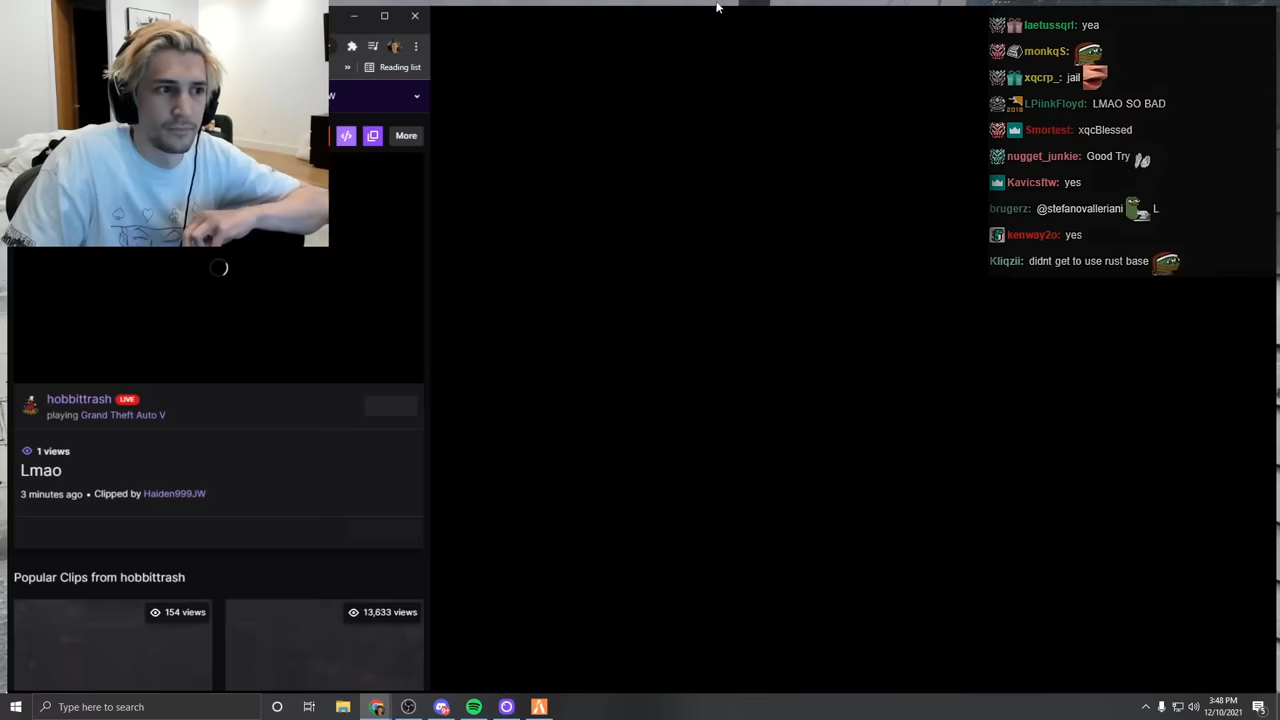 Reading list
More
hobbittrash LIVE
playing Grand Theft Auto V
1 views
Lmao
3 minutes ago • Clipped by Haiden999JW
Popular Clips from hobbittrash
154 views
13,633 views
laetussqrl: yea
monkqS:
xqcrp_: jail
2018 LPiinkFloyd: LMAO SO BAD
Smortest: xqcBlessed
nugget_junkie: Good Try
Kavicsftw: yes
brugerz: @stefanovalleriani L
kenway2o: yes
Kliqzii: didnt get to use rust base
Type here to search
3:48 PM
12/10/2021